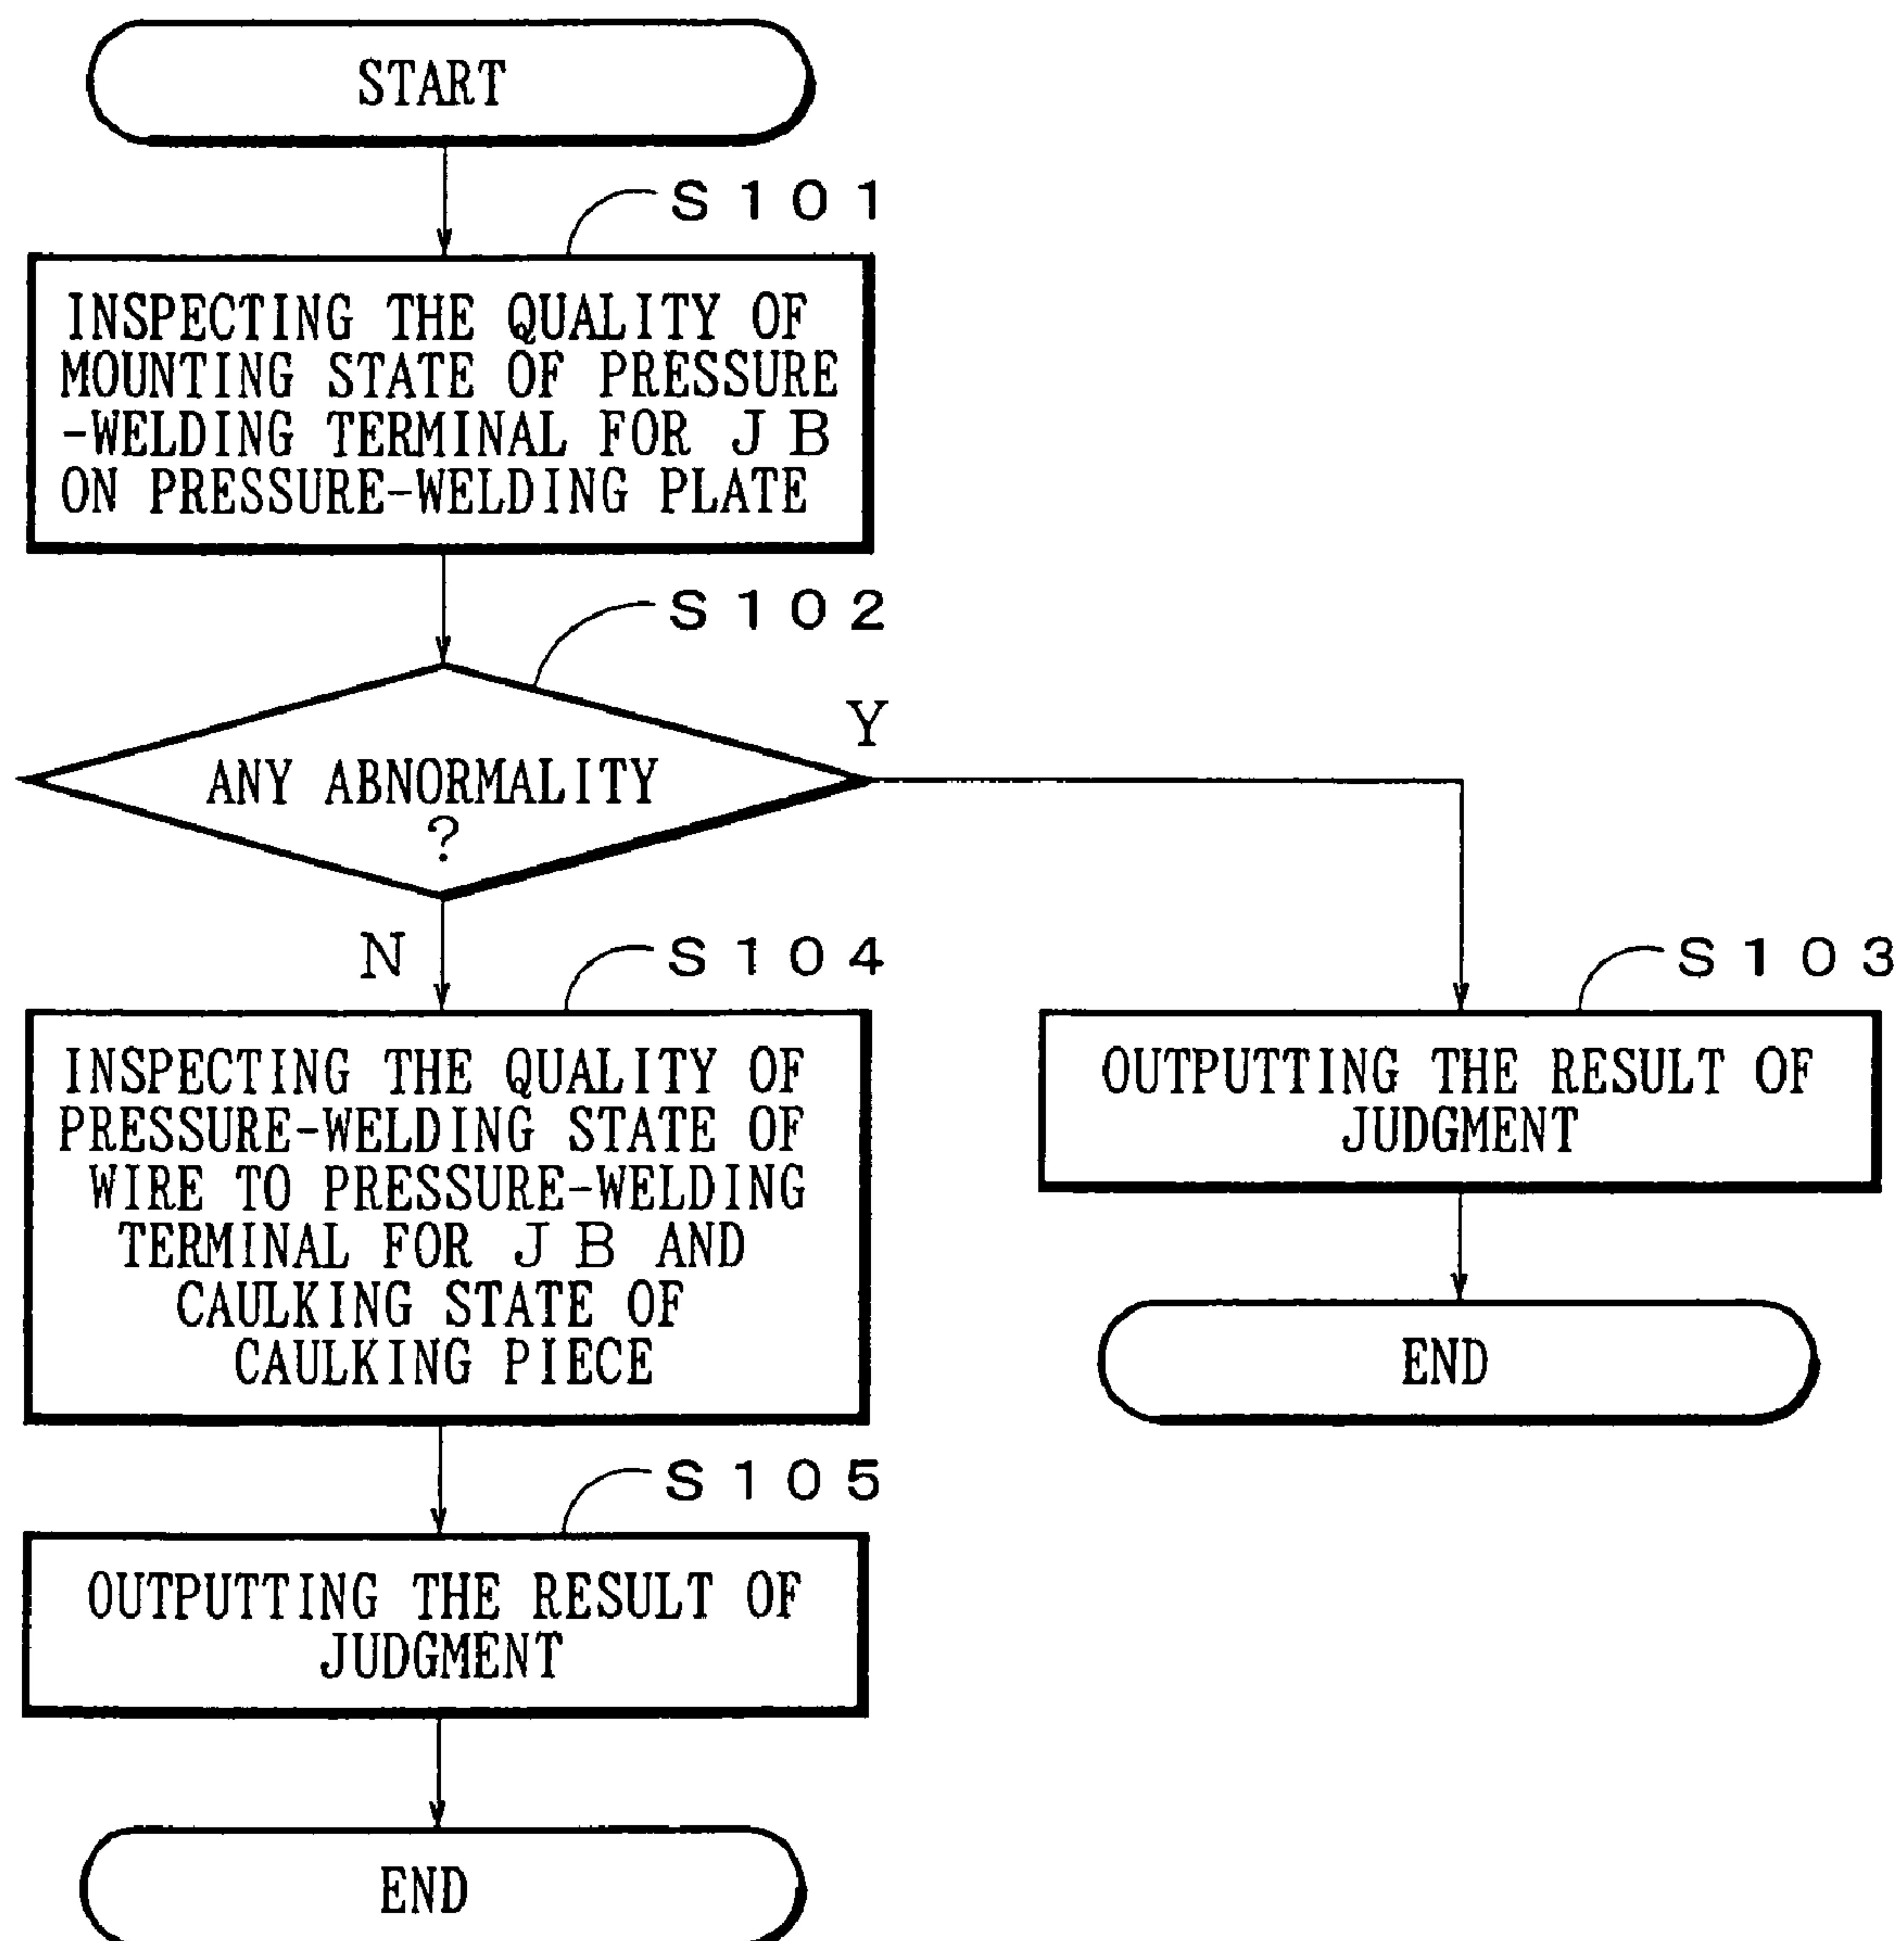 START
S101
INSPECTING THE QUALITY OF
MOUNTING STATE OF PRESSURE
-WELDING TERMINAL FOR JB
ON PRESSURE-WELDING PLATE
S102
ANY ABNORMALITY
?
Y
N
S104
INSPECTING THE QUALITY OF
PRESSURE-WELDING STATE OF
WIRE TO PRESSURE-WELDING
TERMINAL FOR JB AND
CAULKING STATE OF
CAULKING PIECE
S103
OUTPUTTING THE RESULT OF
JUDGMENT
END
S105
OUTPUTTING THE RESULT OF
JUDGMENT
END